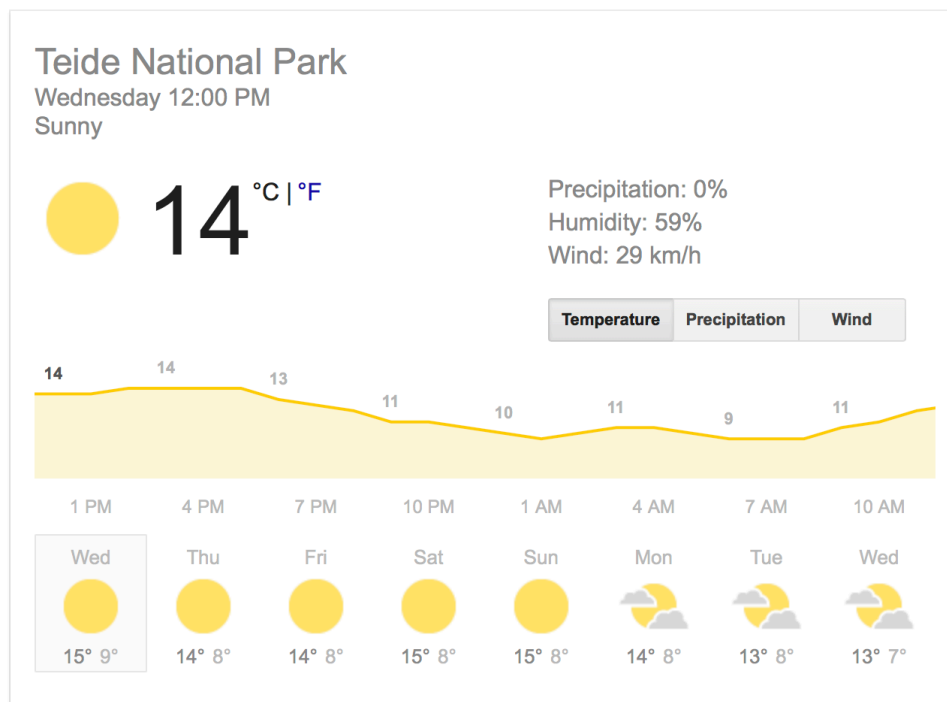 Teide National Park
Wednesday 12:00 PM
Sunny
14 °C | °F
Precipitation: 0%
Humidity: 59%
Wind: 29 km/h
Temperature Precipitation Wind
14 14 13 11 10 11 9 11
1 PM 4 PM 7 PM 10 PM 1 AM 4 AM 7 AM 10 AM
Wed Thu Fri Sat Sun Mon Tue Wed
15° 9° 14° 8° 14° 8° 15° 8° 15° 8° 14° 8° 13° 8° 13° 7°